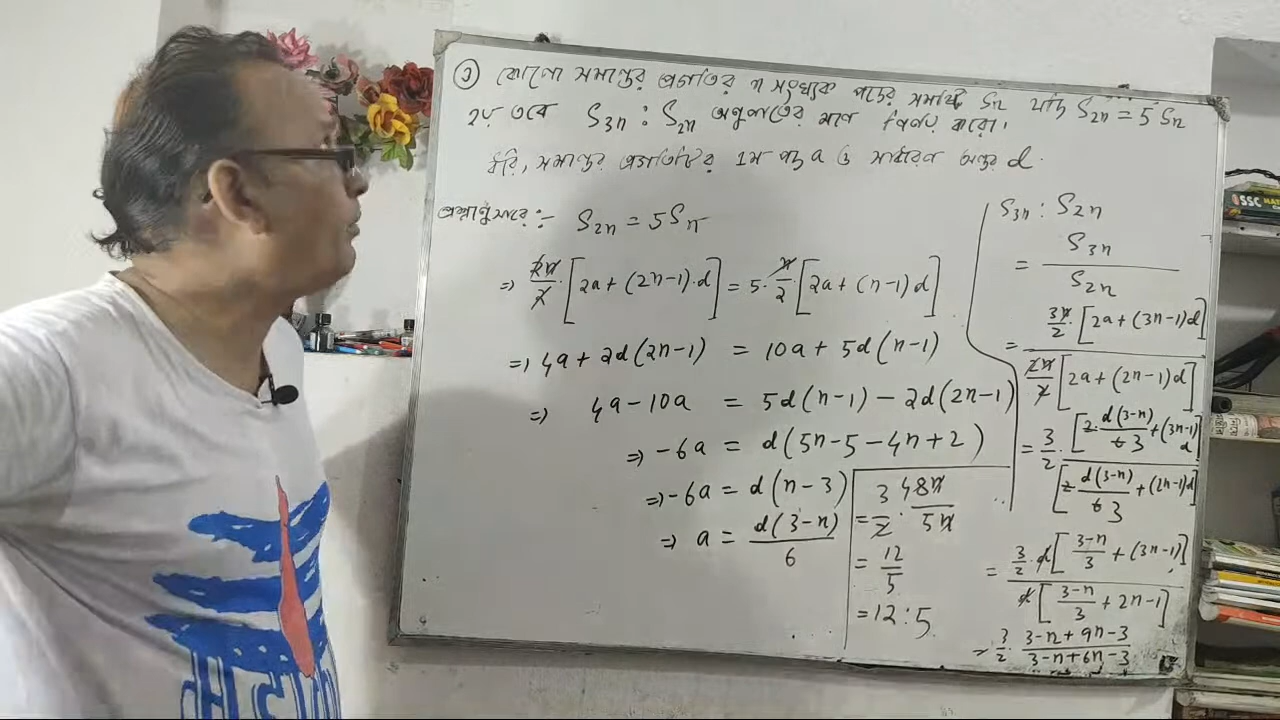 ১) কোনো সমান্তর প্রগতির n সংখ্যক পদের সমষ্টি Sn যদি S₂ₙ = 5Sₙ
হয় তবে S₃ₙ : S₂ₙ অনুপাতের মান নির্ণয় করো।
ধরি, সমান্তর প্রগতিটির 1ম পদ a ও সাধারণ অন্তর d.
প্রশ্নানুসারে :- S₂ₙ = 5Sₙ
⇒ 2n/2 · [2a + (2n-1)·d] = 5·n/2 [2a + (n-1)d]
⇒ 4a + 2d(2n-1) = 10a + 5d(n-1)
⇒ 4a - 10a = 5d(n-1) - 2d(2n-1)
⇒ -6a = d(5n-5-4n+2)
⇒ -6a = d(n-3)
⇒ a = d(3-n)/6
S₃ₙ : S₂ₙ
= S₃ₙ/S₂ₙ
= 3n/2·[2a + (3n-1)d] / 2n/2 [2a + (2n-1)d]
= 3/2 · [2 d(3-n)/6 3 + (3n-1)d] / [2 d(3-n)/6 3 + (2n-1)d]
= 3/2 · d[3-n/3 + (3n-1)] / d[3-n/3 + 2n-1]
= 3/2 · 3-n+9n-3 / 3-n+6n-3
= 3/2 · 4 8n/5n
= 12/5
= 12 : 5
SSC